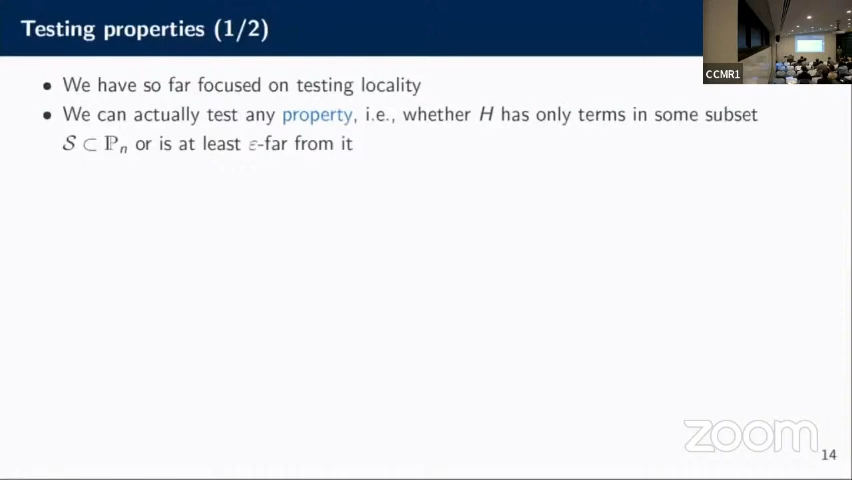 Testing properties (1/2)
CCMR1
• We have so far focused on testing locality
• We can actually test any property, i.e., whether H has only terms in some subset
𝒮 ⊂ ℙₙ or is at least ε-far from it
zoom
14